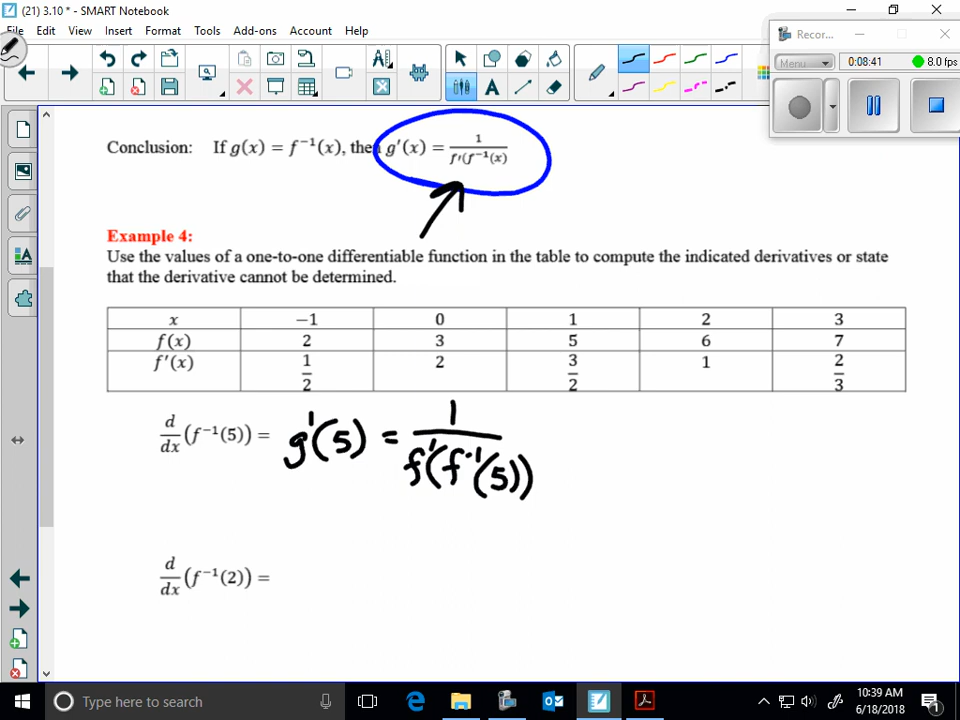 (21) 3.10 * - SMART Notebook
File Edit View Insert Format Tools Add-ons Account Help
Recor...
Menu
0:08:41
8.0 fps
Conclusion: If g(x) = f⁻¹(x), then g′(x) = 1/f′(f⁻¹(x)
Example 4:
Use the values of a one-to-one differentiable function in the table to compute the indicated derivatives or state
that the derivative cannot be determined.
x −1 0 1 2 3
f(x) 2 3 5 6 7
f′(x) 1/2 2 3/2 1 2/3
d/dx (f⁻¹(5)) = g'(5) = 1/f'(f⁻¹(5))
d/dx (f⁻¹(2)) =
Type here to search
10:39 AM
6/18/2018
1